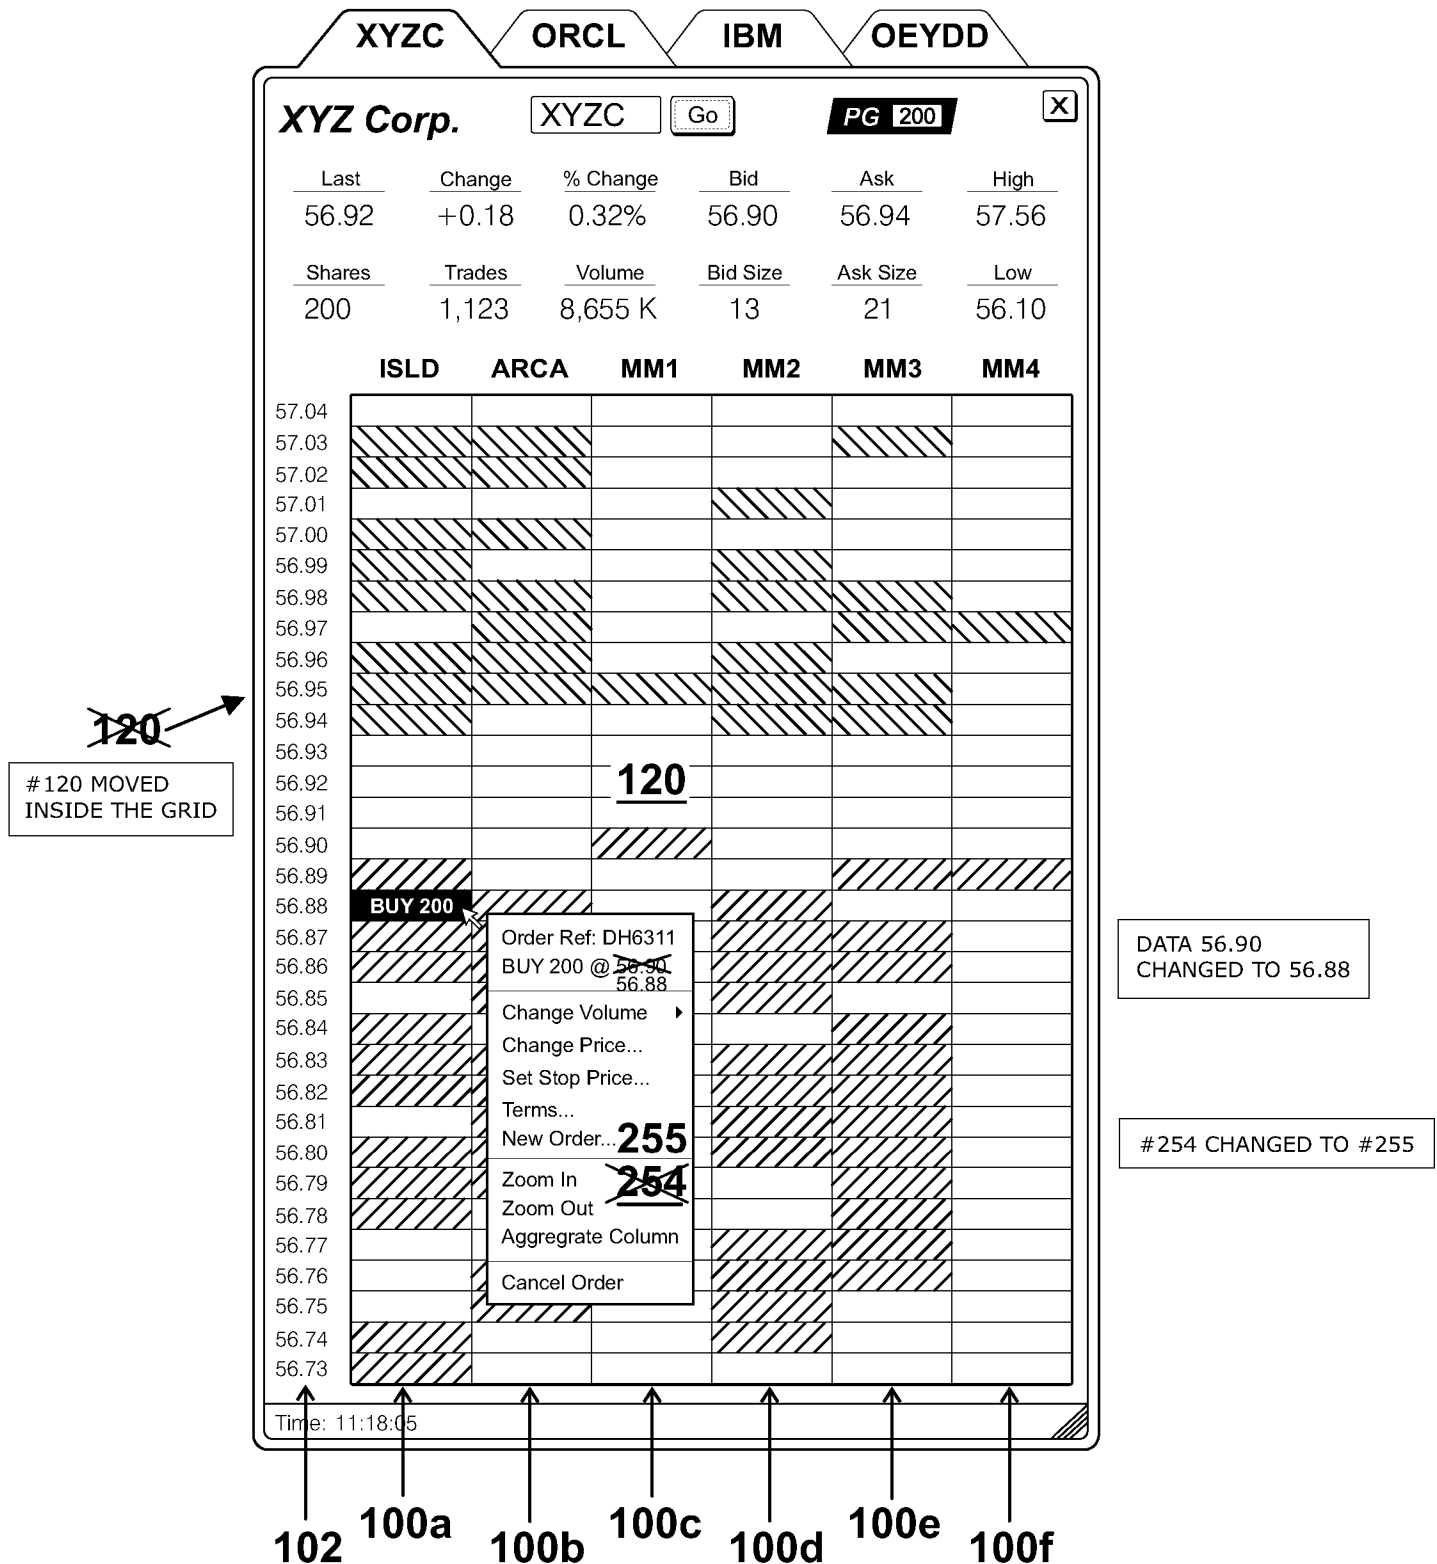 XYZC ORCL IBM OEYDD
XYZ Corp. XYZC Go PG 200 X
Last Change % Change Bid Ask High
56.92 +0.18 0.32% 56.90 56.94 57.56
Shares Trades Volume Bid Size Ask Size Low
200 1,123 8,655 K 13 21 56.10
ISLD ARCA MM1 MM2 MM3 MM4
57.04
57.03
57.02
57.01
57.00
56.99
56.98
56.97
56.96
56.95
56.94
120
#120 MOVED
INSIDE THE GRID
56.93
56.92 120
56.91
56.90
56.89
56.88 BUY 200
56.87
56.86
56.85
56.84
56.83
56.82
56.81
56.80
56.79
56.78
56.77
56.76
56.75
56.74
56.73
Order Ref: DH6311
BUY 200 @ 56.90
56.88
Change Volume
Change Price...
Set Stop Price...
Terms...
New Order... 255
Zoom In 254
Zoom Out
Aggregrate Column
Cancel Order
DATA 56.90
CHANGED TO 56.88
#254 CHANGED TO #255
Time: 11:18:05
102 100a 100b 100c 100d 100e 100f